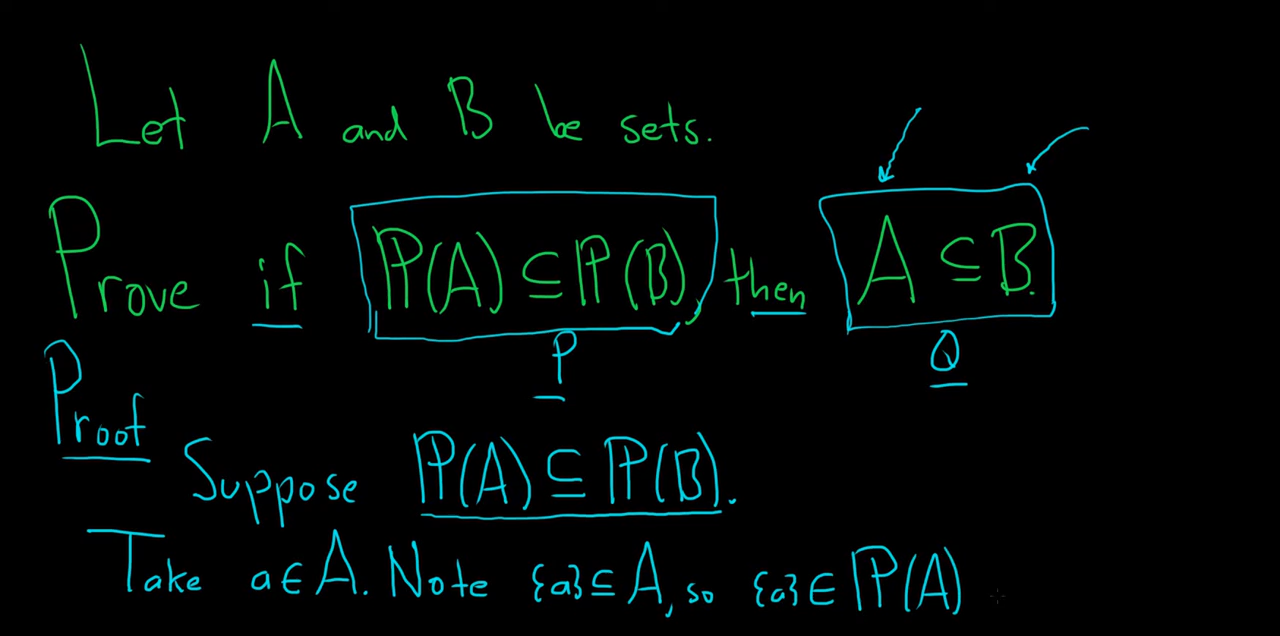 Let A and B be sets.
Prove if ℙ(A) ⊆ ℙ(B), then A ⊆ B.
P Q
Proof
Suppose ℙ(A) ⊆ ℙ(B).
Take a ∈ A. Note {a} ⊆ A, so {a} ∈ ℙ(A)